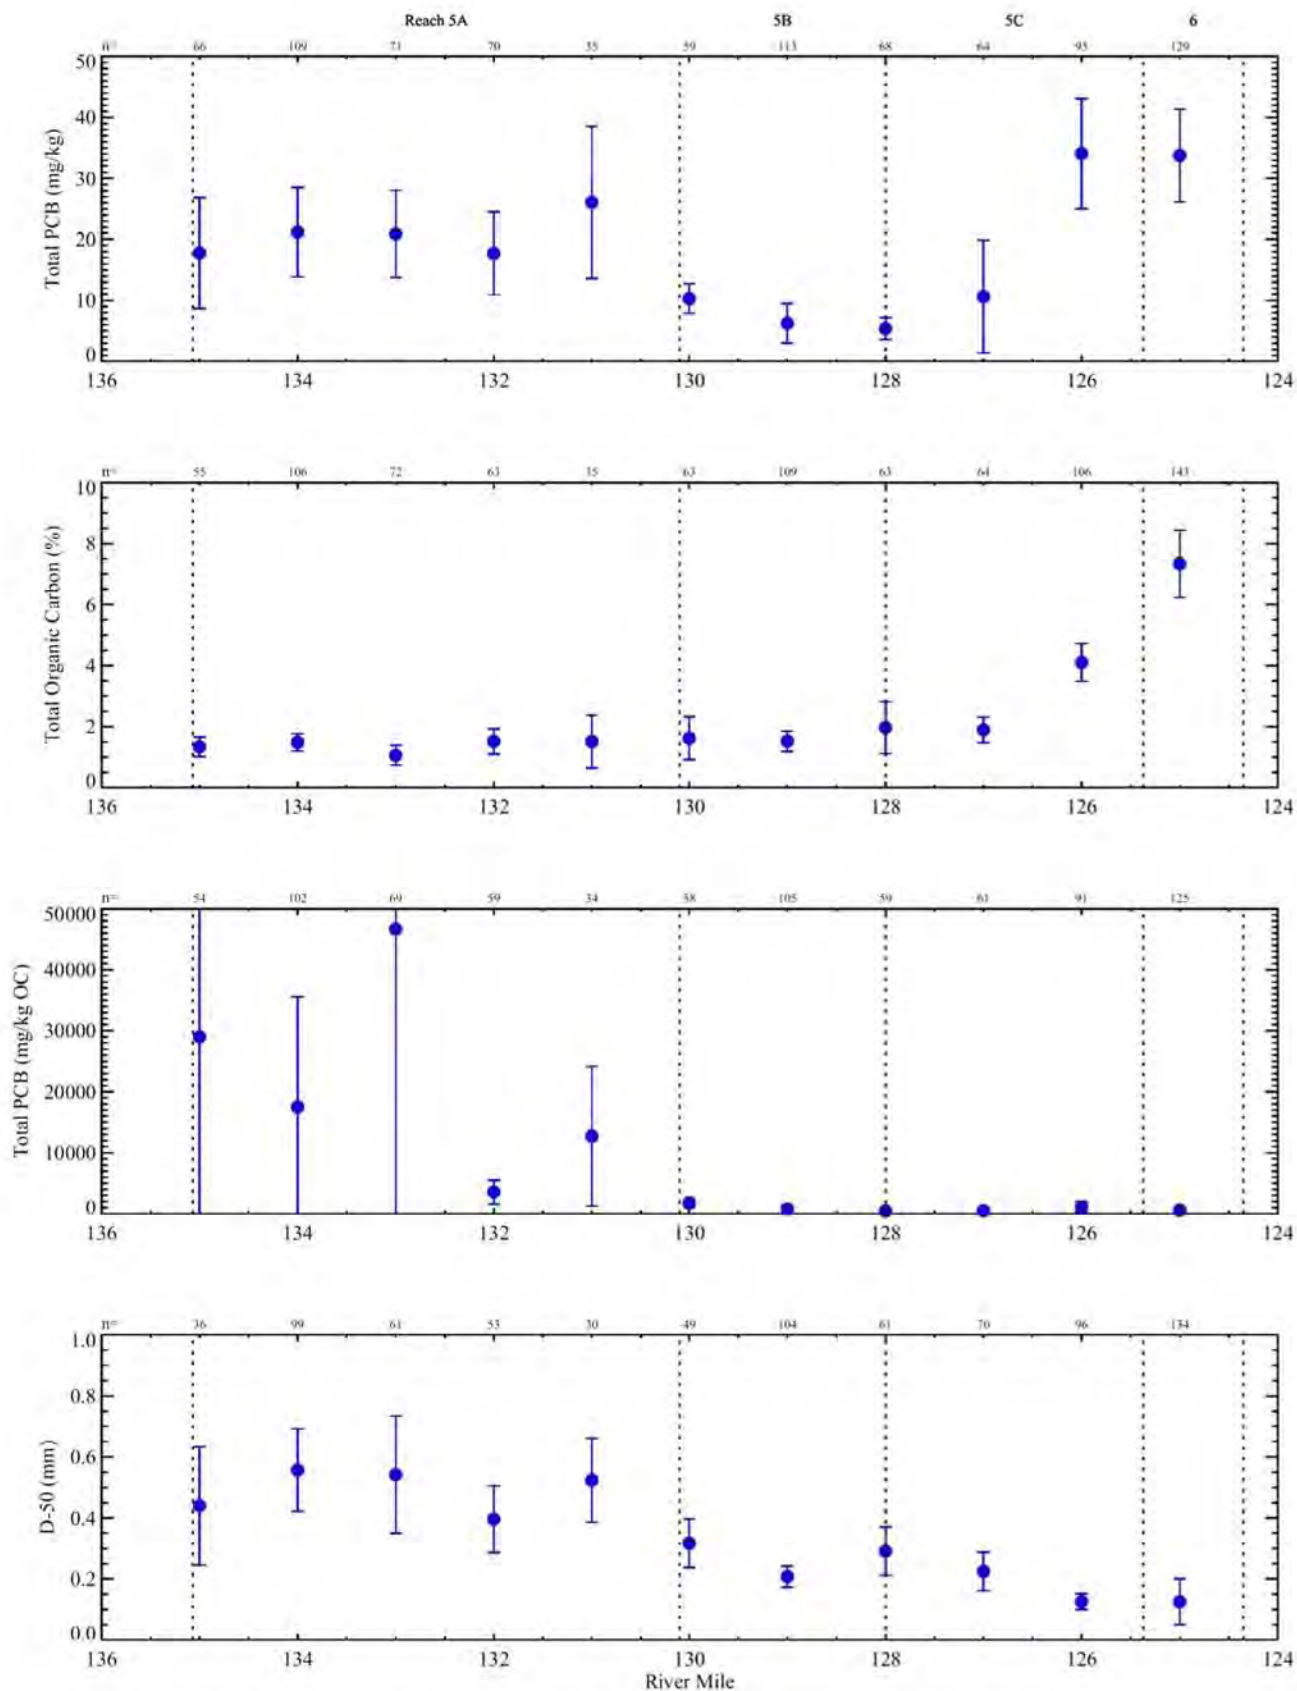 Reach 5A 5B 5C 6
n= 66 109 73 70 35 59 113 68 64 93 129
50
40
30
20
10
0
Total PCB (mg/kg)
136 134 132 130 128 126 124
n= 55 106 72 63 35 63 109 63 64 106 143
10
8
6
4
2
0
Total Organic Carbon (%)
136 134 132 130 128 126 124
n= 54 102 69 59 34 58 105 59 61 91 125
50000
40000
30000
20000
10000
0
Total PCB (mg/kg OC)
136 134 132 130 128 126 124
n= 36 99 61 53 30 49 104 61 70 96 134
1.0
0.8
0.6
0.4
0.2
0.0
D-50 (mm)
136 134 132 130 128 126 124
River Mile